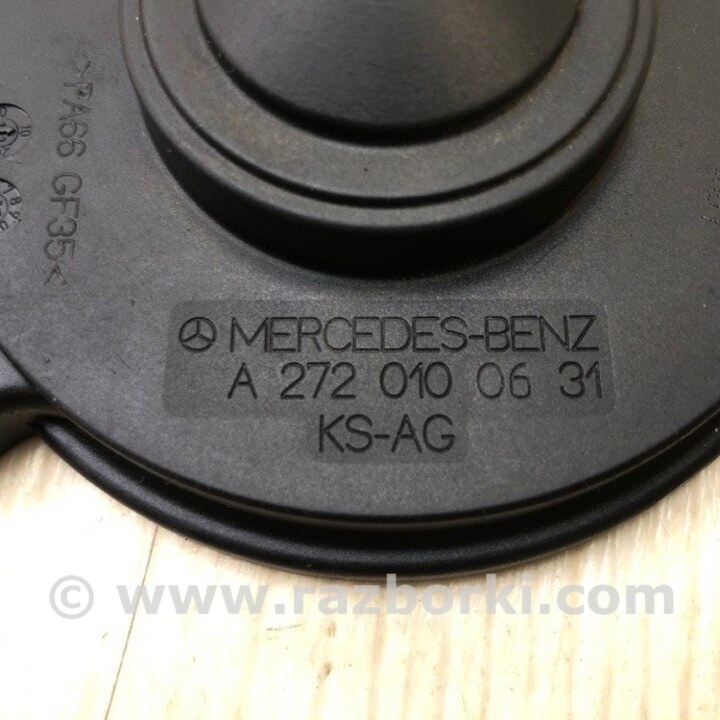 >PA66 GF35<
MERCEDES-BENZ
A 272 010 06 31
KS-AG
© www.razborki.com